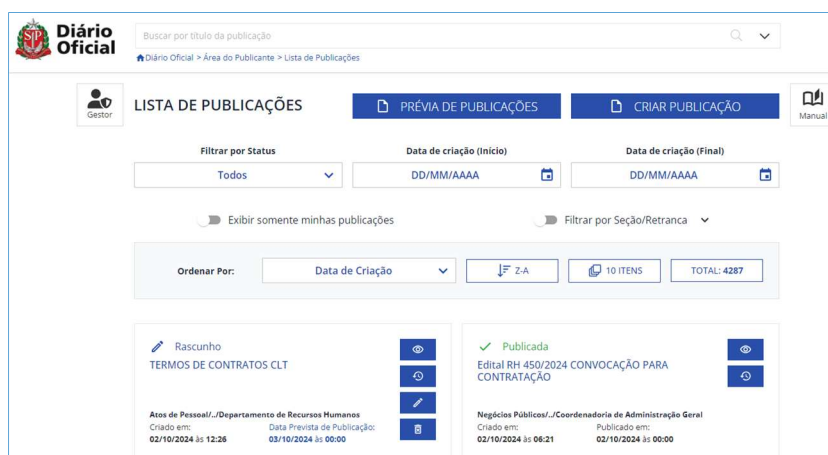 Diário
Oficial
Buscar por título da publicação
Diário Oficial > Área do Publicante > Lista de Publicações
Gestor
LISTA DE PUBLICAÇÕES
PRÉVIA DE PUBLICAÇÕES
CRIAR PUBLICAÇÃO
Manual
Filtrar por Status
Data de criação (Início)
Data de criação (Final)
Todos
DD/MM/AAAA
DD/MM/AAAA
Exibir somente minhas publicações
Filtrar por Seção/Retranca
Ordenar Por:
Data de Criação
Z-A
10 ITENS
TOTAL: 4287
Rascunho
TERMOS DE CONTRATOS CLT
Atos de Pessoal/../Departamento de Recursos Humanos
Criado em:
Data Prevista de Publicação:
02/10/2024 às 12:26
03/10/2024 às 00:00
Publicada
Edital RH 450/2024 CONVOCAÇÃO PARA
CONTRATAÇÃO
Negócios Públicos/../Coordenadoria de Administração Geral
Criado em:
Publicado em:
02/10/2024 às 06:21
02/10/2024 às 00:00